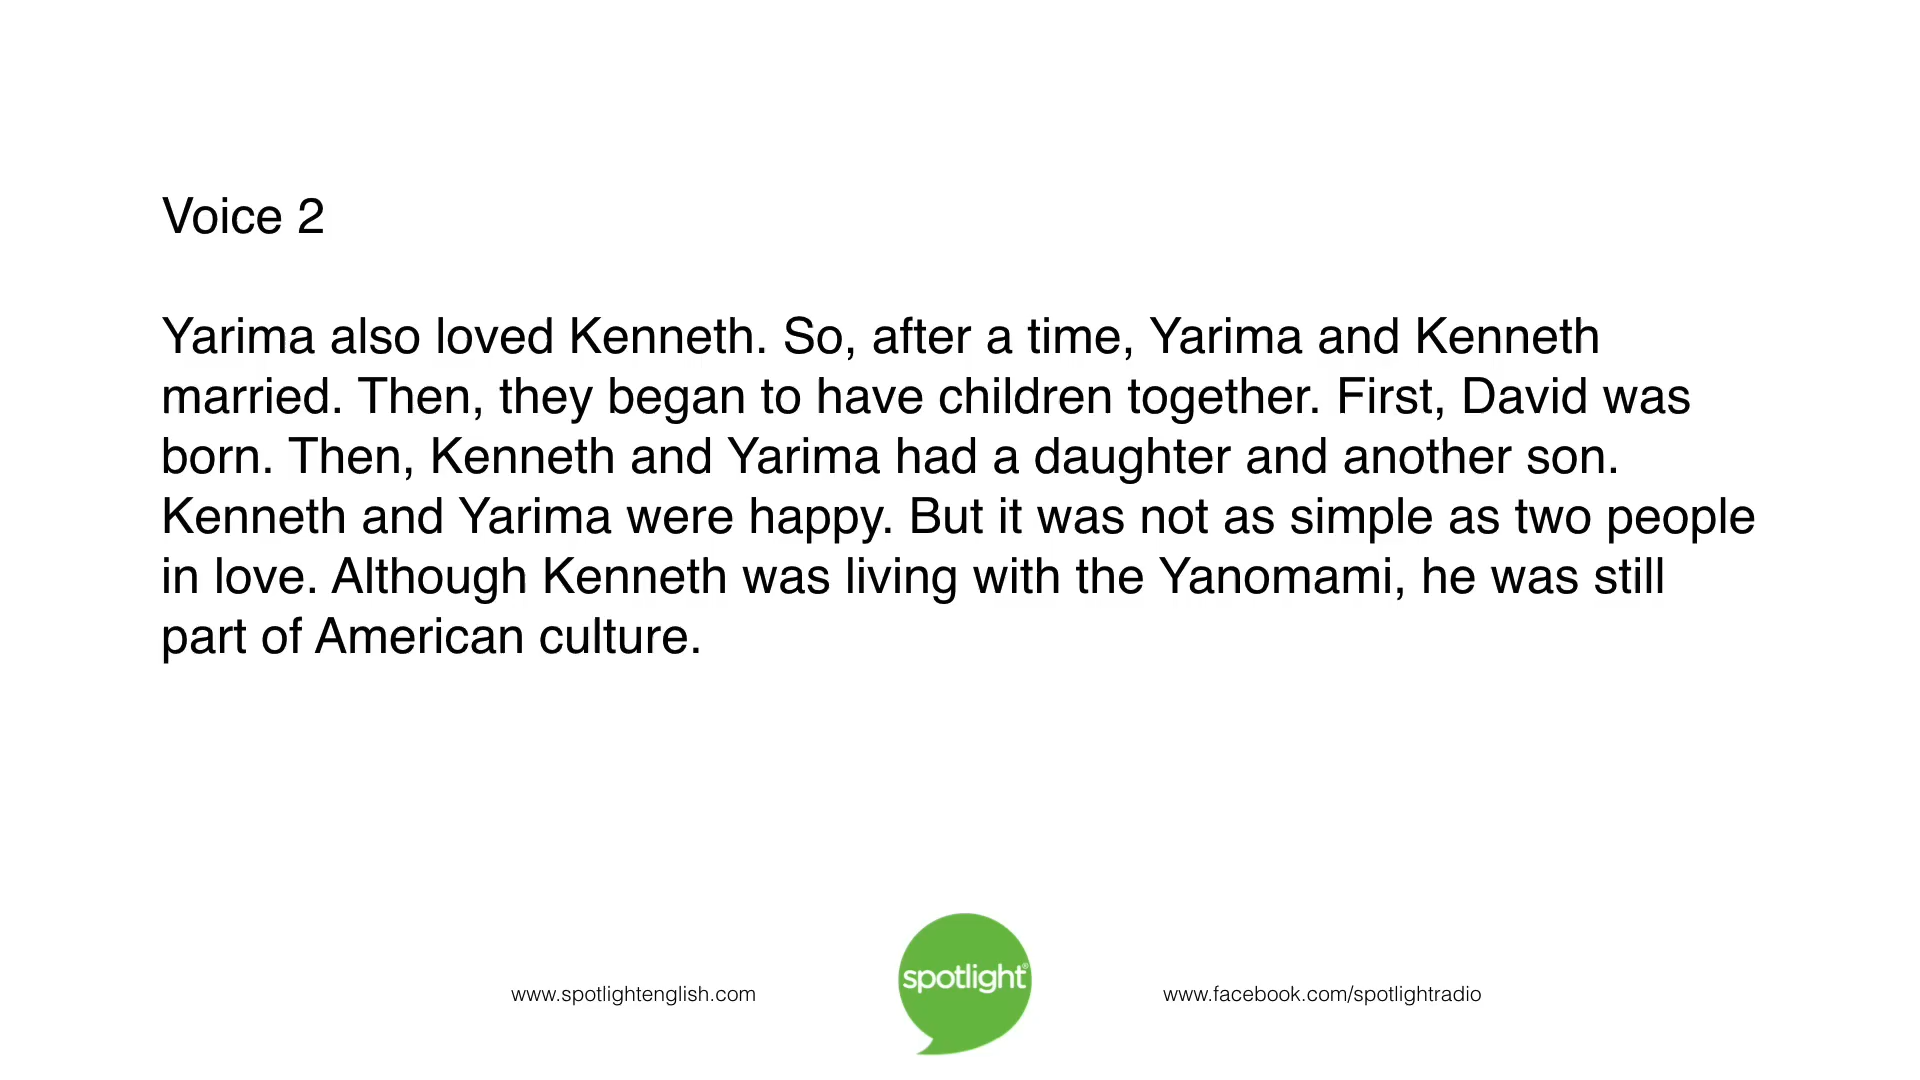 Voice 2
Yarima also loved Kenneth. So, after a time, Yarima and Kenneth
married. Then, they began to have children together. First, David was
born. Then, Kenneth and Yarima had a daughter and another son.
Kenneth and Yarima were happy. But it was not as simple as two people
in love. Although Kenneth was living with the Yanomami, he was still
part of American culture.
www.spotlightenglish.com
spotlight®
www.facebook.com/spotlightradio